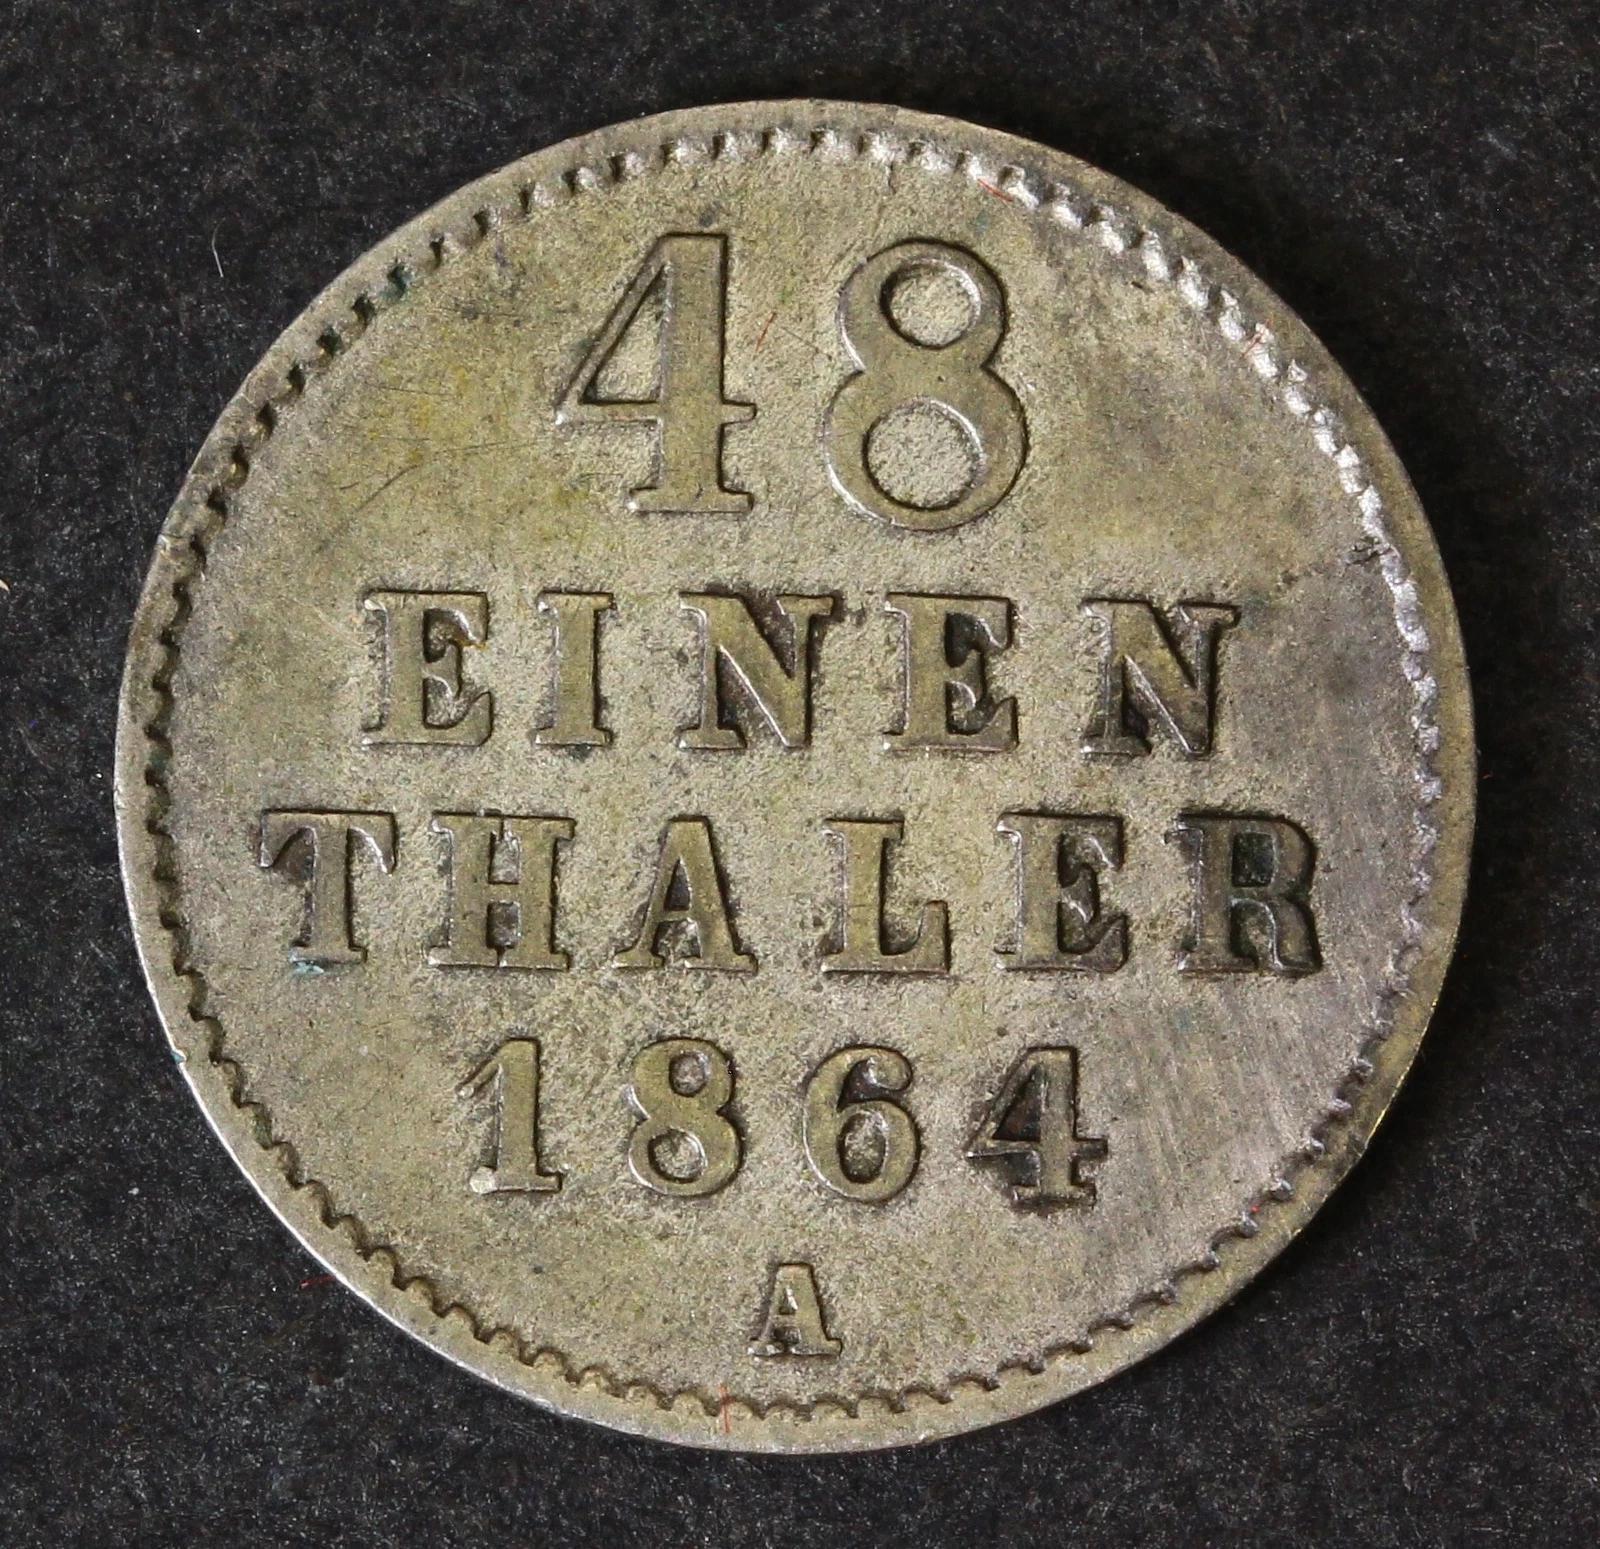 48
EINEN
THALER
1864
A